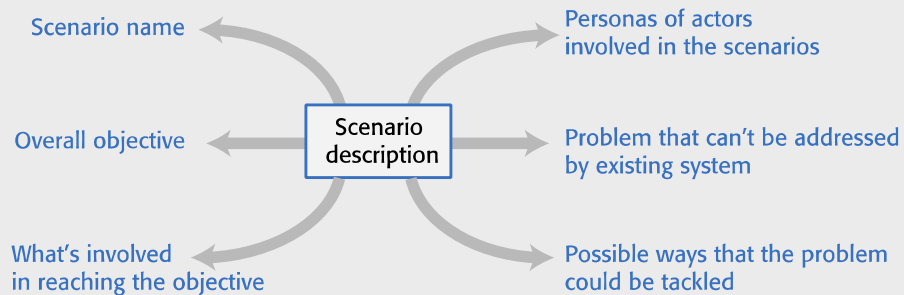 Scenario name
Personas of actors
involved in the scenarios
Scenario
description
Overall objective
Problem that can't be addressed
by existing system
What's involved
in reaching the objective
Possible ways that the problem
could be tackled